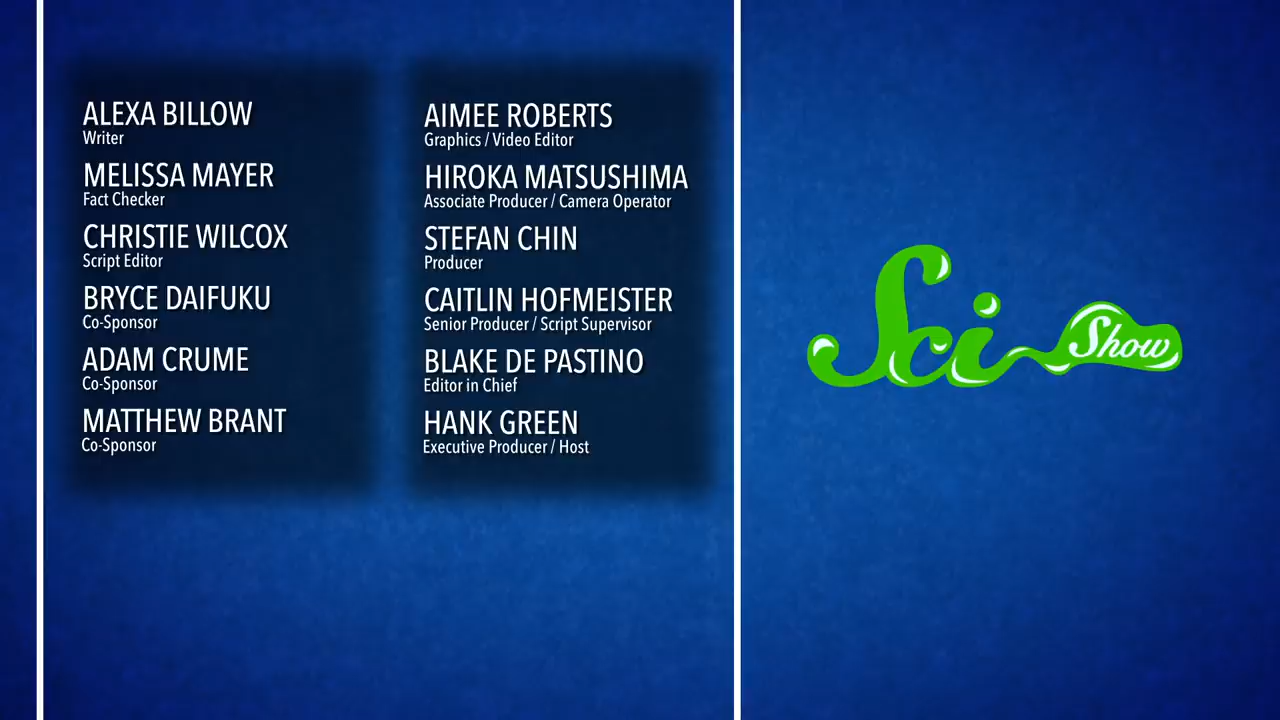 ALEXA BILLOW
Writer
MELISSA MAYER
Fact Checker
CHRISTIE WILCOX
Script Editor
BRYCE DAIFUKU
Co-Sponsor
ADAM CRUME
Co-Sponsor
MATTHEW BRANT
Co-Sponsor
AIMEE ROBERTS
Graphics / Video Editor
HIROKA MATSUSHIMA
Associate Producer / Camera Operator
STEFAN CHIN
Producer
CAITLIN HOFMEISTER
Senior Producer / Script Supervisor
BLAKE DE PASTINO
Editor in Chief
HANK GREEN
Executive Producer / Host
Sci Show